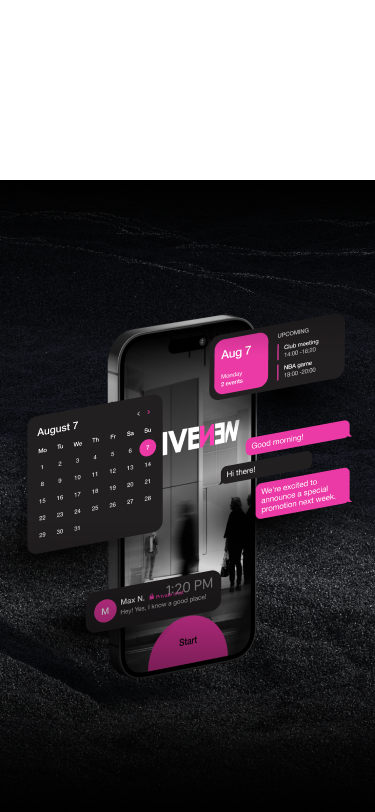 UPCOMING
Aug 7
Club meeting
14:00 -16:20
Monday
2 events
NBA game
18:00 -20:00
August 7
‹ ›
Mo Tu We Th Fr Sa Su
1 2 3 4 5 6 7
8 9 10 11 12 13 14
15 16 17 18 19 20 21
22 23 24 25 26 27 28
29 30 31
IVENEW
Good morning!
Hi there!
We're excited to
announce a special
promotion next week.
1:20 PM
M
Max N.
Hey! Yes, I know a good place!
Start